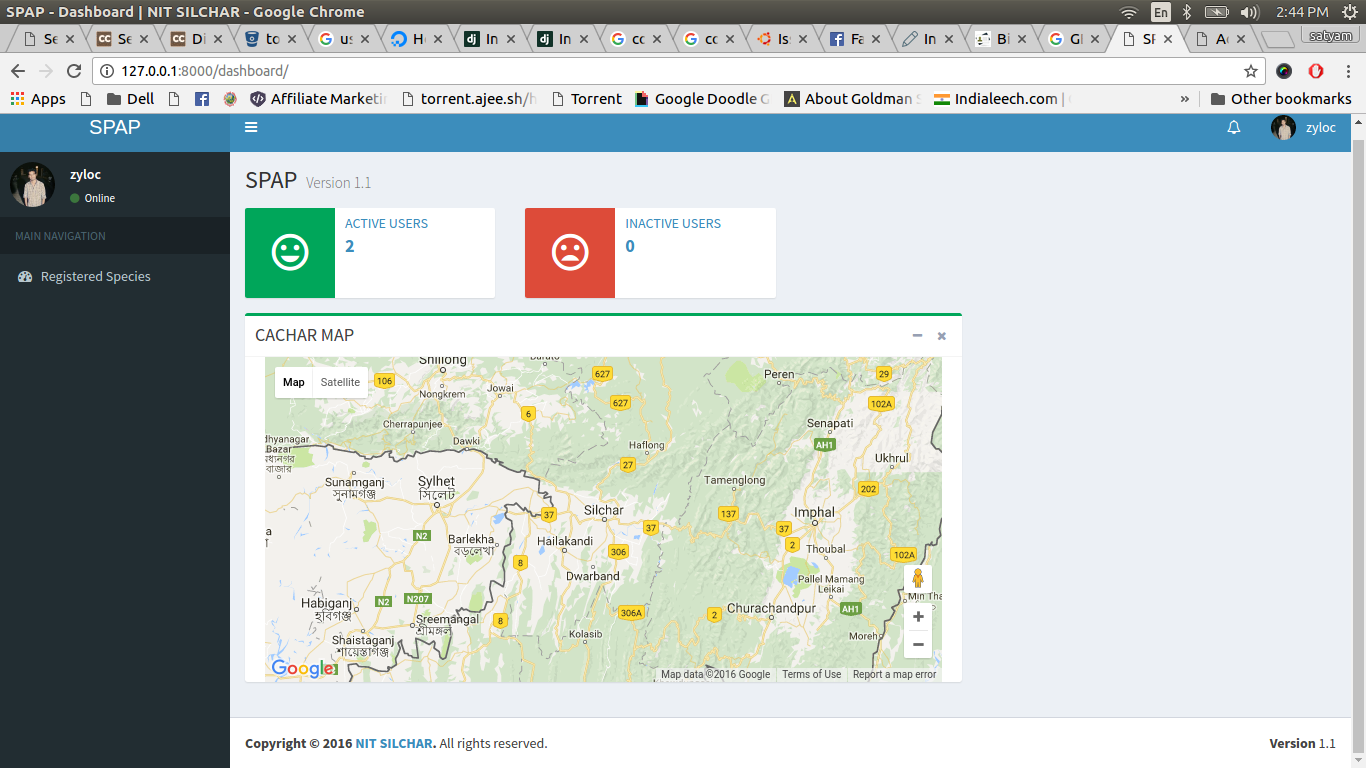 SPAP - Dashboard | NIT SILCHAR - Google Chrome
En
2:44 PM
Se
Se
Di
to
us
H
In
In
co
co
Iss
Fa
In
Bi
Gl
SP
Ac
satyam
127.0.0.1:8000/dashboard/
Apps
Dell
Affiliate Marketi
torrent.ajee.sh/h
Torrent
Google Doodle G
About Goldman S
Indialeech.com |
»
Other bookmarks
SPAP
zyloc
zyloc
Online
MAIN NAVIGATION
Registered Species
SPAP Version 1.1
ACTIVE USERS
2
INACTIVE USERS
0
CACHAR MAP
Map Satellite
Shillong
106
Nongkrem
Jowai
627
627
6
Cherrapunjee
Dawki
Haflong
27
Peren
29
102A
Senapati
AH1
Ukhrul
202
Tamenglong
Bazar
বাজার
Sunamganj
সুনামগঞ্জ
Sylhet
সিলেট
37
Silchar
37
137
Imphal
37
2
Thoubal
102A
N2
Barlekha
বড়লেখা
Hailakandi
306
8
Dwarband
Pallel Mamang
Leikai
Habiganj
হবিগঞ্জ
N2
N207
Sreemangal
শ্রীমঙ্গল
8
306A
2
Churachandpur
AH1
Shaistaganj
শায়েস্তাগঞ্জ
Kolasib
Moreh
Google
Map data ©2016 Google
Terms of Use
Report a map error
Copyright © 2016 NIT SILCHAR. All rights reserved.
Version 1.1